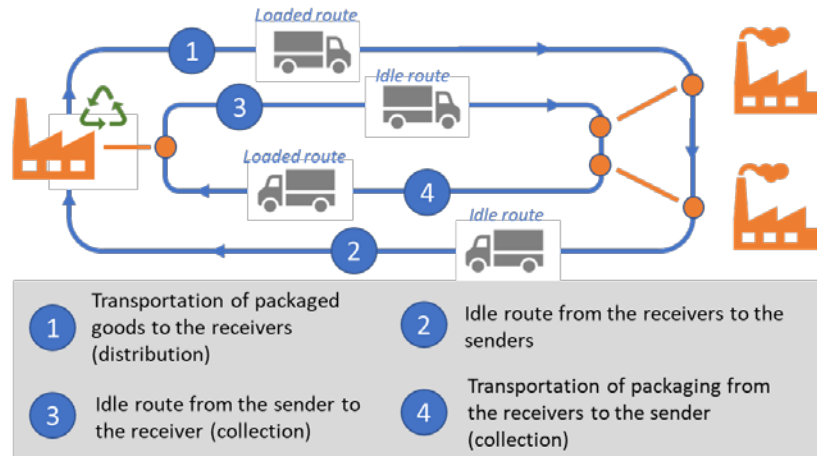 Loaded route
1
Idle route
3
Loaded route
4
Idle route
2
1
Transportation of packaged
goods to the receivers
(distribution)
2
Idle route from the receivers to the
senders
3
Idle route from the sender to
the receiver (collection)
4
Transportation of packaging from
the receivers to the sender
(collection)